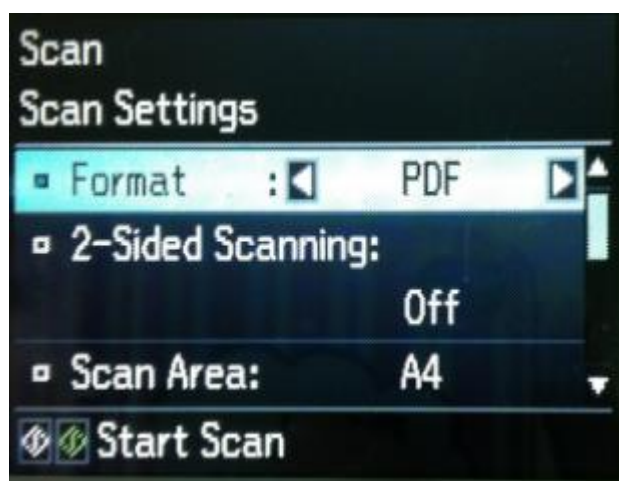 Scan
Scan Settings
Format : PDF
2-Sided Scanning:
Off
Scan Area: A4
Start Scan